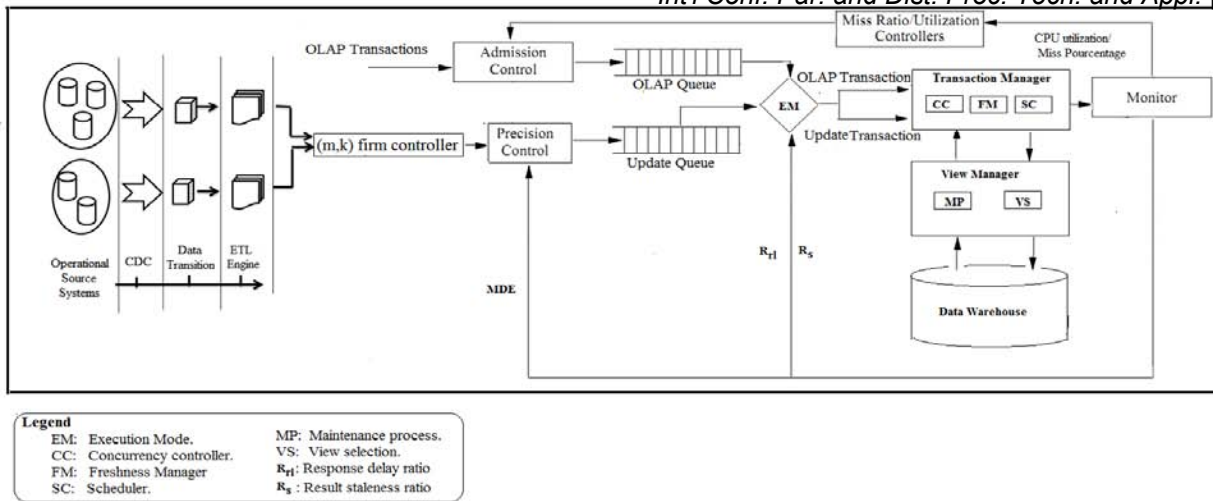 Int'l Conf. Par. and Dist. Proc. Tech. and Appl. |
Miss Ratio/Utilization
Controllers
CPU utilization/
Miss Pourcentage
OLAP Transactions
Admission
Control
OLAP Queue
OLAP Transaction
Transaction Manager
CC
FM
SC
Monitor
EM
(m,k) firm controller
Precision
Control
Update Queue
Update Transaction
View Manager
MP
VS
Operational
Source
Systems
CDC
Data
Transition
ETL
Engine
MDE
Rrl
Rs
Data Warehouse
Legend
EM: Execution Mode.
CC: Concurrency controller.
FM: Freshness Manager
SC: Scheduler.
MP: Maintenance process.
VS: View selection.
Rrl: Response delay ratio
Rs : Result staleness ratio